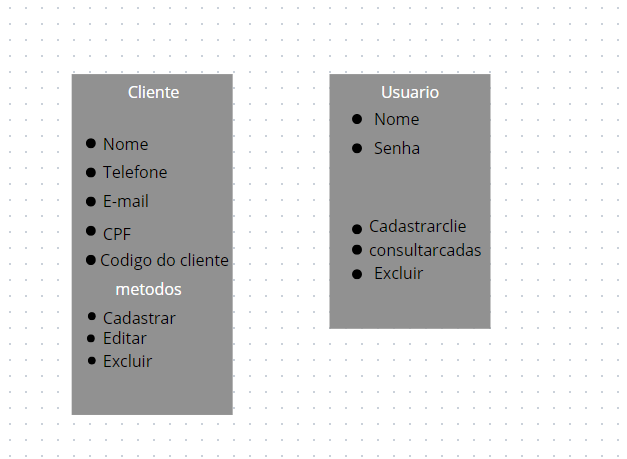 Cliente
Nome
Telefone
E-mail
CPF
Codigo do cliente
metodos
Cadastrar
Editar
Excluir
Usuario
Nome
Senha
Cadastrarclie
consultarcadas
Excluir